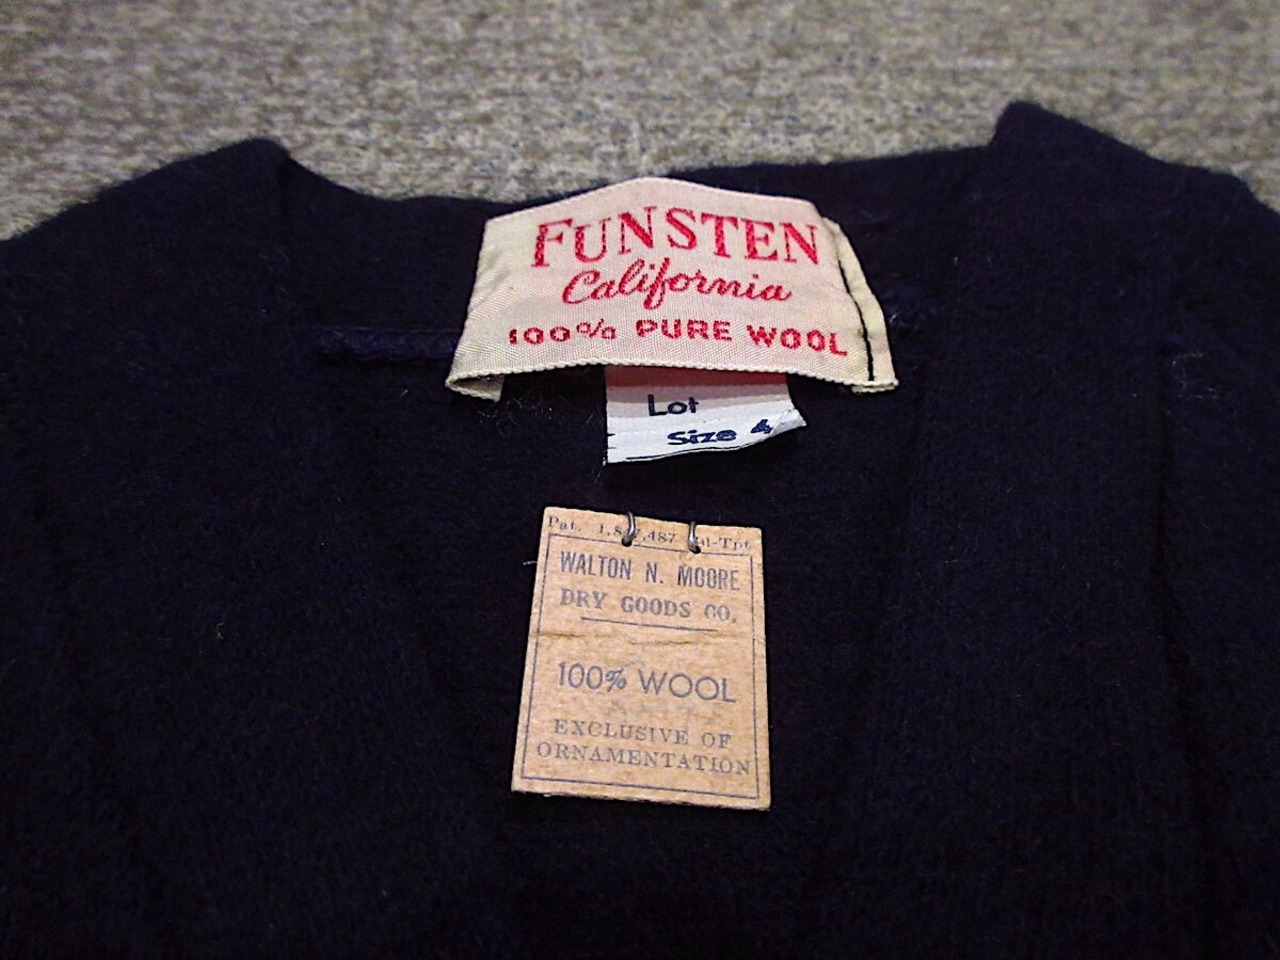 FUNSTEN
California
100% PURE WOOL
Lot
Size 4
Pat. ,487
WALTON N. MOORE
DRY GOODS CO.
100% WOOL
EXCLUSIVE OF
ORNAMENTATION